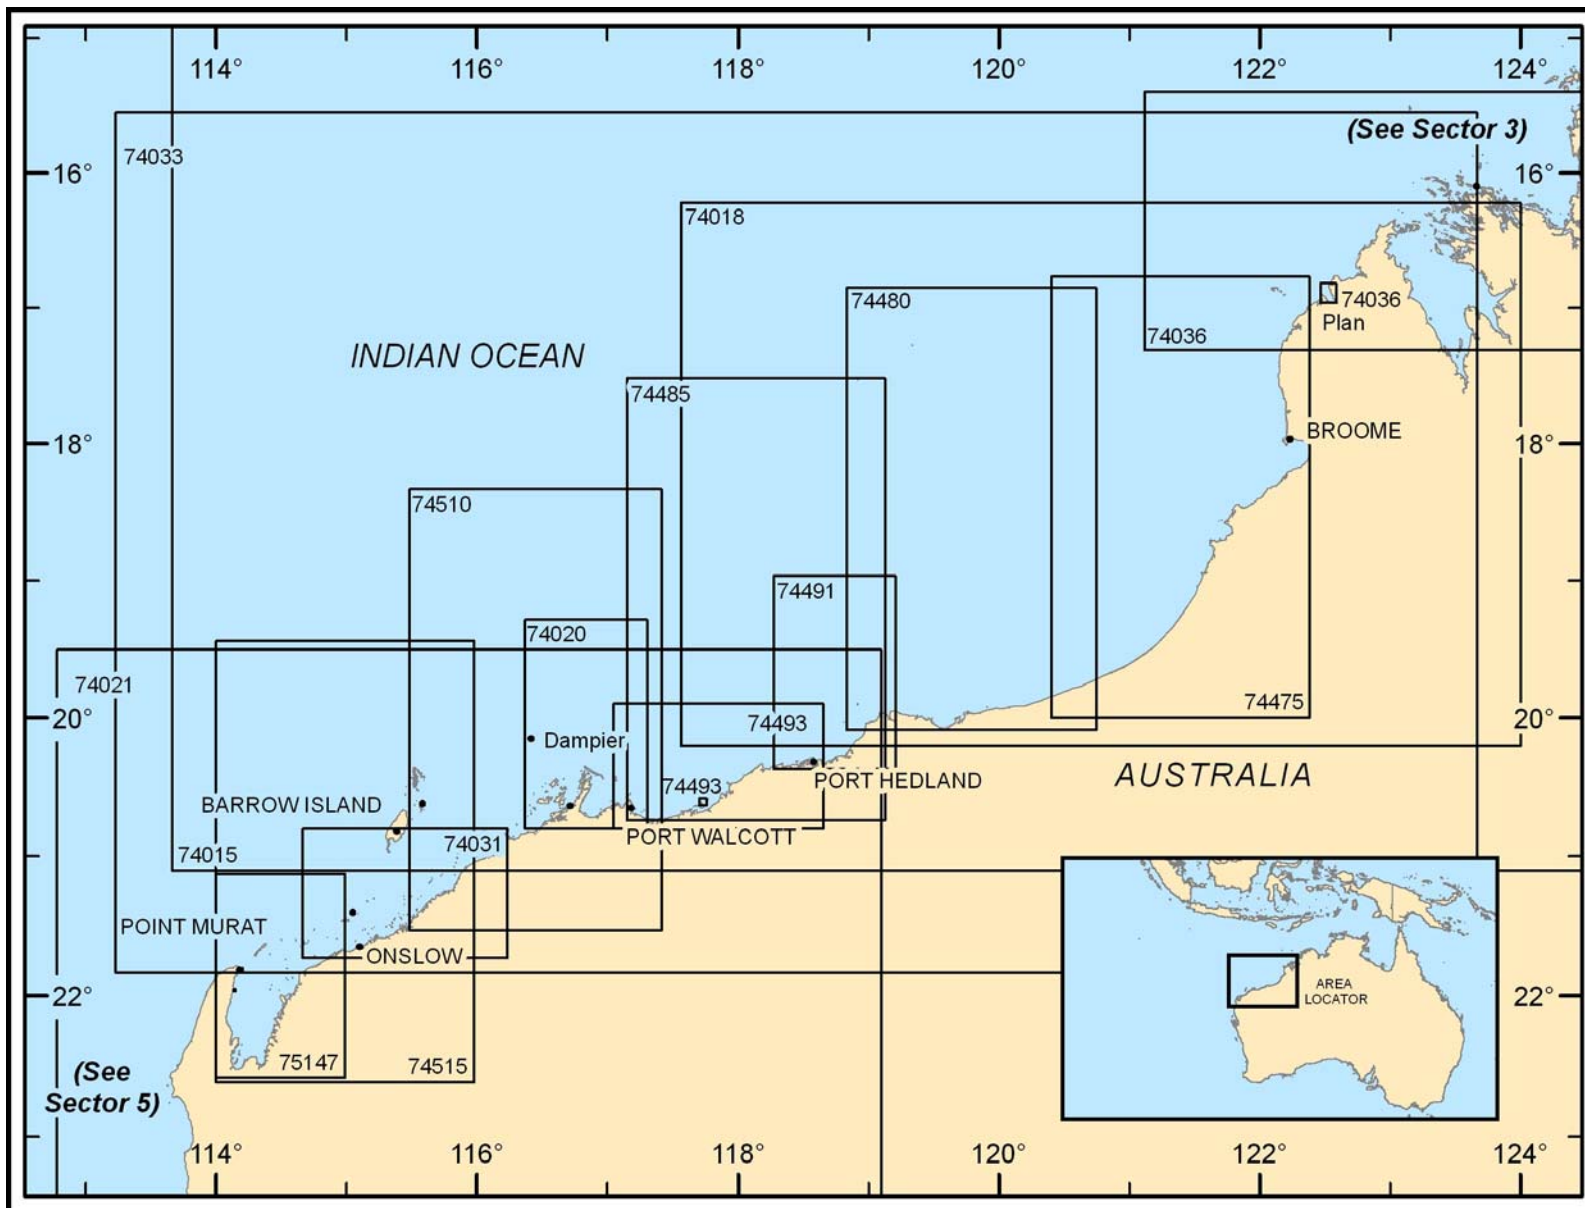 114°
116°
118°
120°
122°
124°
(See Sector 3)
74033
16°
16°
74018
74480
74036
Plan
74036
INDIAN OCEAN
74485
BROOME
18°
18°
74510
74491
74020
74021
74475
20°
20°
74493
Dampier
AUSTRALIA
PORT HEDLAND
74493
BARROW ISLAND
PORT WALCOTT
74031
74015
POINT MURAT
ONSLOW
AREA
LOCATOR
22°
22°
75147
74515
(See
Sector 5)
114°
116°
118°
120°
122°
124°